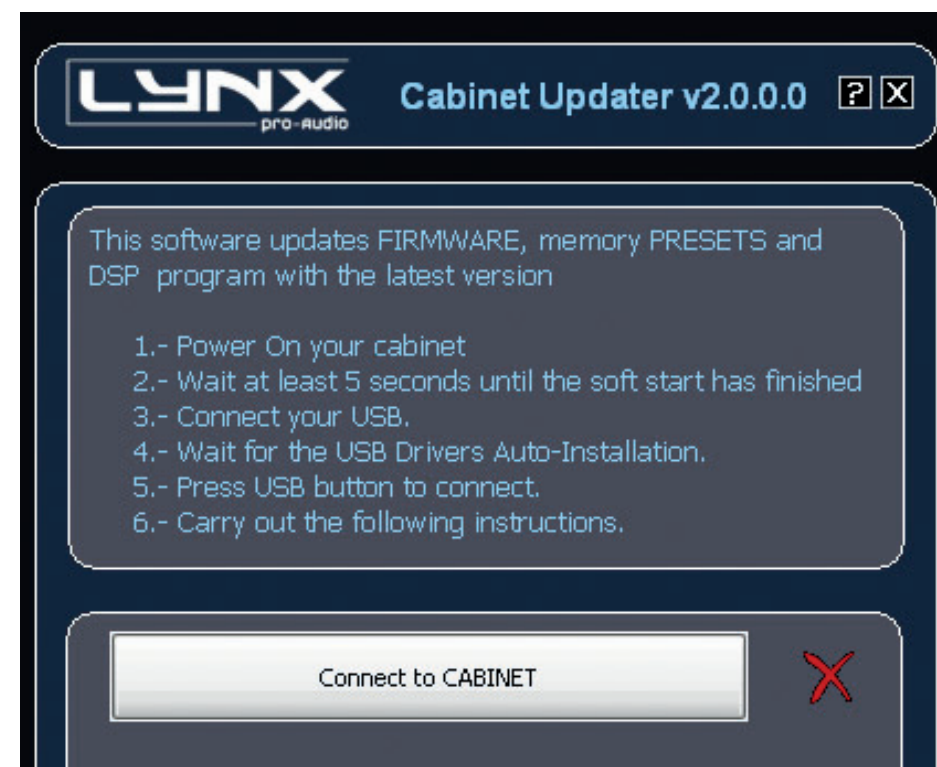 LYNX
pro-audio
Cabinet Updater v2.0.0.0 ? X
This software updates FIRMWARE, memory PRESETS and
DSP program with the latest version
1.- Power On your cabinet
2.- Wait at least 5 seconds until the soft start has finished
3.- Connect your USB.
4.- Wait for the USB Drivers Auto-Installation.
5.- Press USB button to connect.
6.- Carry out the following instructions.
Connect to CABINET